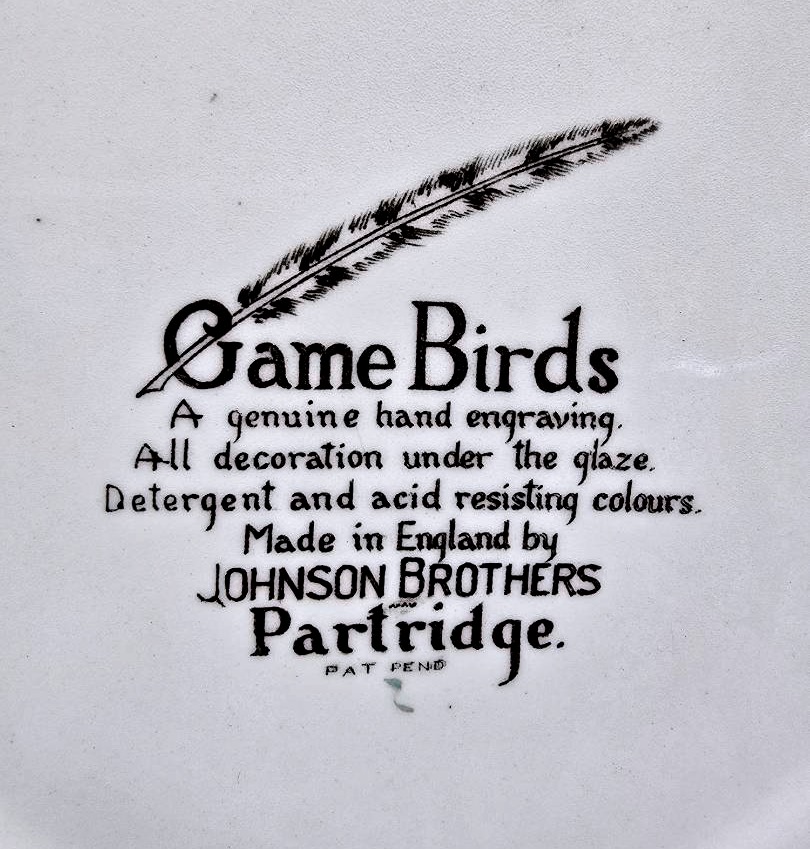 Game Birds
A genuine hand engraving.
All decoration under the glaze.
Detergent and acid resisting colours.
Made in England by
JOHNSON BROTHERS
Partridge.
PAT PEND